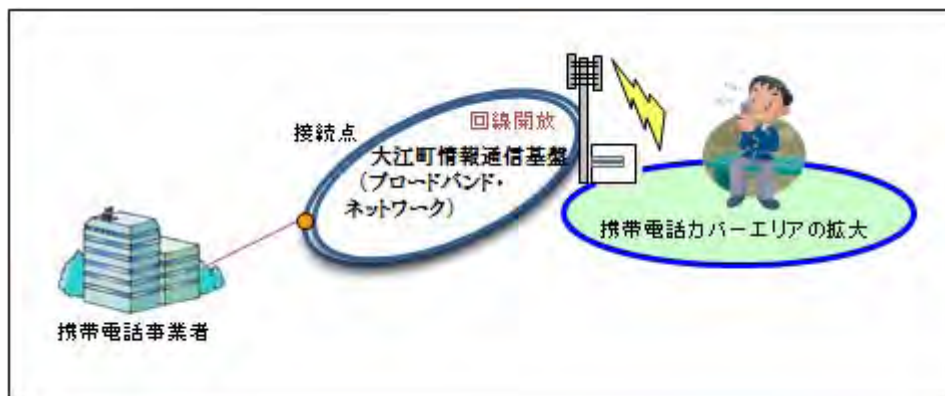 回線開放
接続点
大江町情報通信基盤
（ブロードバンド・
ネットワーク）
携帯電話カバーエリアの拡大
携帯電話事業者